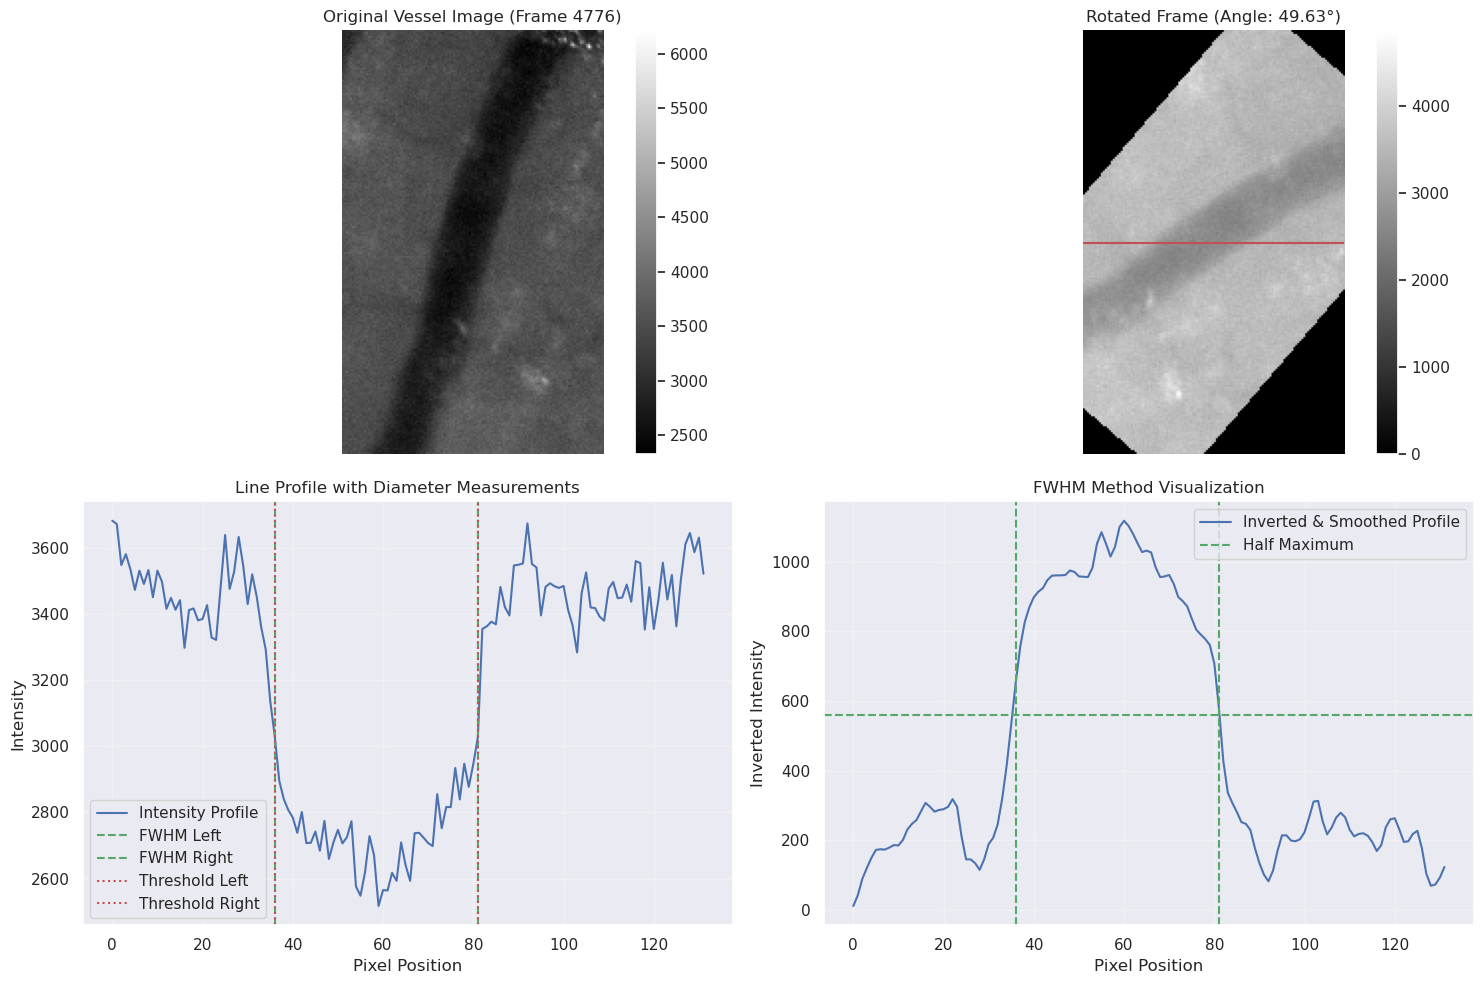 Original Vessel Image (Frame 4776)
6000
5500
5000
4500
4000
3500
3000
2500
Rotated Frame (Angle: 49.63°)
4000
3000
2000
1000
0
Line Profile with Diameter Measurements
3600
3400
3200
3000
2800
2600
Intensity
Intensity Profile
FWHM Left
FWHM Right
Threshold Left
Threshold Right
0 20 40 60 80 100 120
Pixel Position
FWHM Method Visualization
1000
800
600
400
200
0
Inverted Intensity
Inverted & Smoothed Profile
Half Maximum
0 20 40 60 80 100 120
Pixel Position